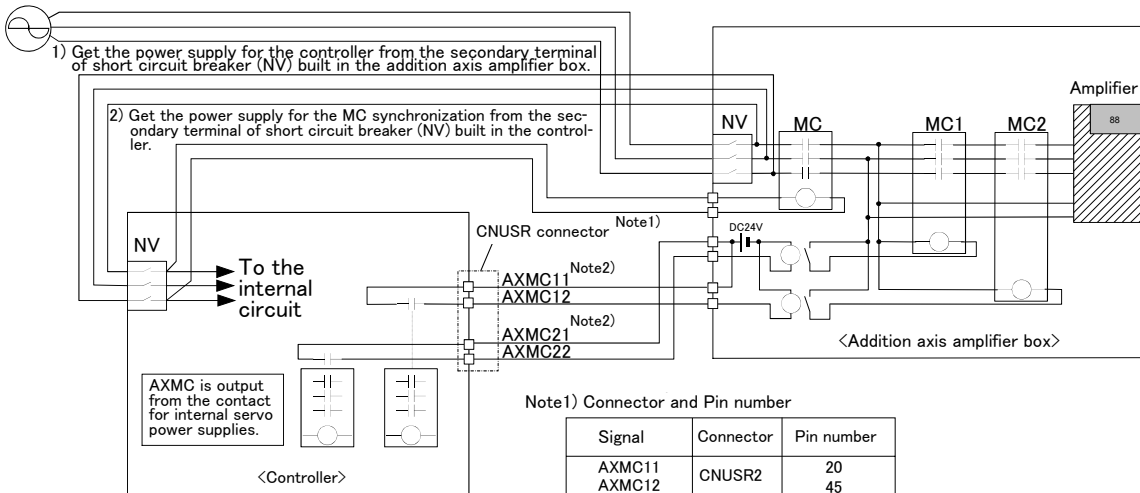 1) Get the power supply for the controller from the secondary terminal
of short circuit breaker (NV) built in the addition axis amplifier box.
2) Get the power supply for the MC synchronization from the sec-
ondary terminal of short circuit breaker (NV) built in the control-
ler.
Amplifier
88
NV
MC
MC1
MC2
Note1)
CNUSR connector
DC24V
NV
To the
internal
circuit
Note2)
AXMC11
AXMC12
Note2)
AXMC21
AXMC22
<Addition axis amplifier box>
AXMC is output
from the contact
for internal servo
power supplies.
<Controller>
Note1) Connector and Pin number
Signal Connector Pin number
AXMC11 CNUSR2 20
AXMC12 45